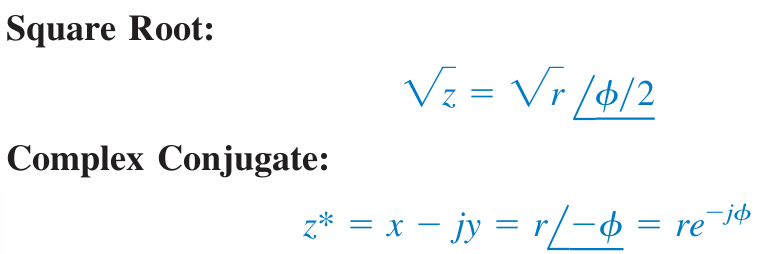 Square Root:
√z = √r ∠ϕ/2
Complex Conjugate:
z* = x − jy = r∠−ϕ = re^{−jϕ}